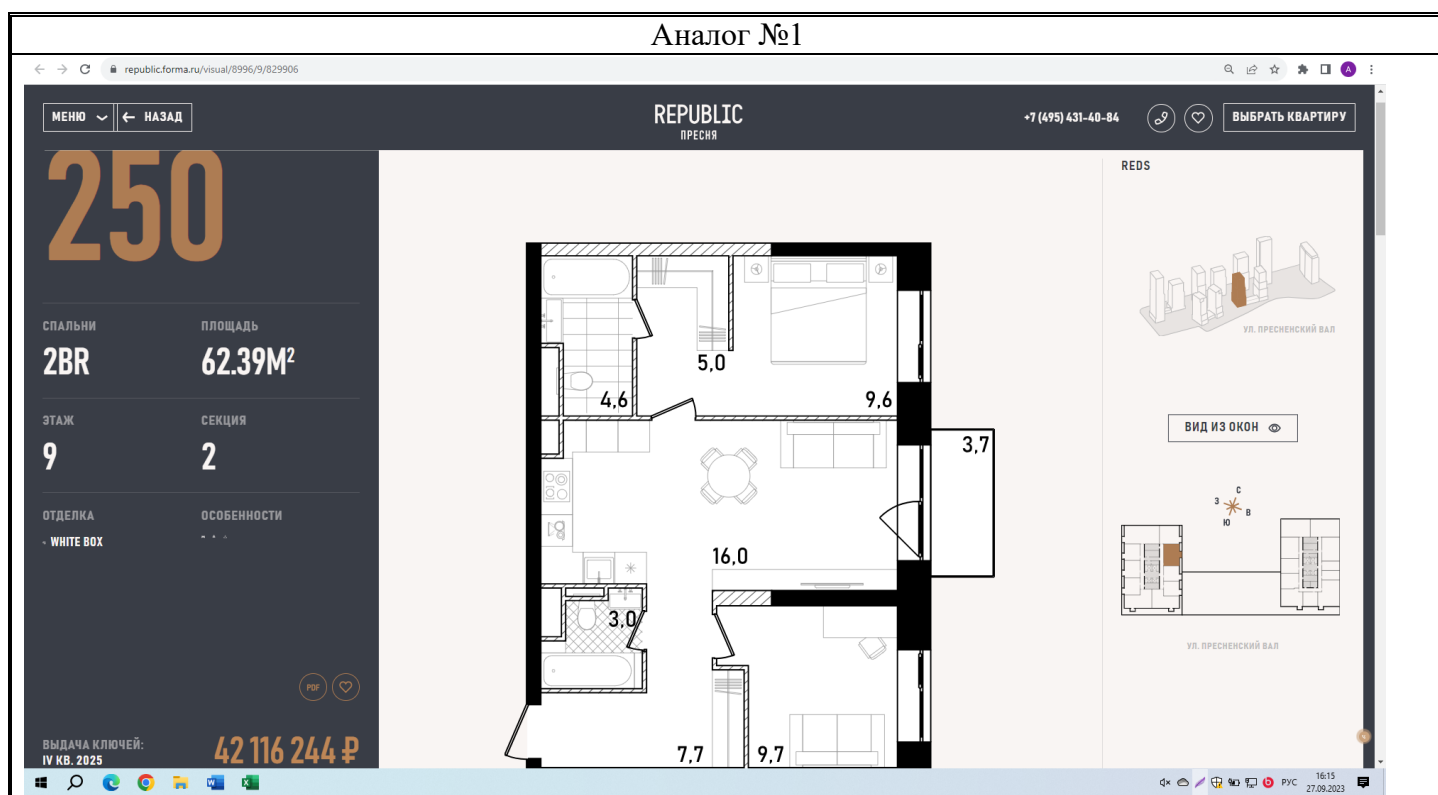 Аналог №1
republic.forma.ru/visual/8996/9/829906
A
МЕНЮ
НАЗАД
REPUBLIC
ПРЕСНЯ
+7 (495) 431-40-84
ВЫБРАТЬ КВАРТИРУ
250
СПАЛЬНИ ПЛОЩАДЬ
2BR 62.39М²
ЭТАЖ СЕКЦИЯ
9 2
ОТДЕЛКА ОСОБЕННОСТИ
- WHITE BOX
PDF
ВЫДАЧА КЛЮЧЕЙ:
IV КВ. 2025
42 116 244 ₽
5,0
4,6
9,6
3,7
16,0
3,0
7,7
9,7
REDS
УЛ. ПРЕСНЕНСКИЙ ВАЛ
ВИД ИЗ ОКОН
С
З
В
Ю
УЛ. ПРЕСНЕНСКИЙ ВАЛ
РУС
16:15
27.09.2023